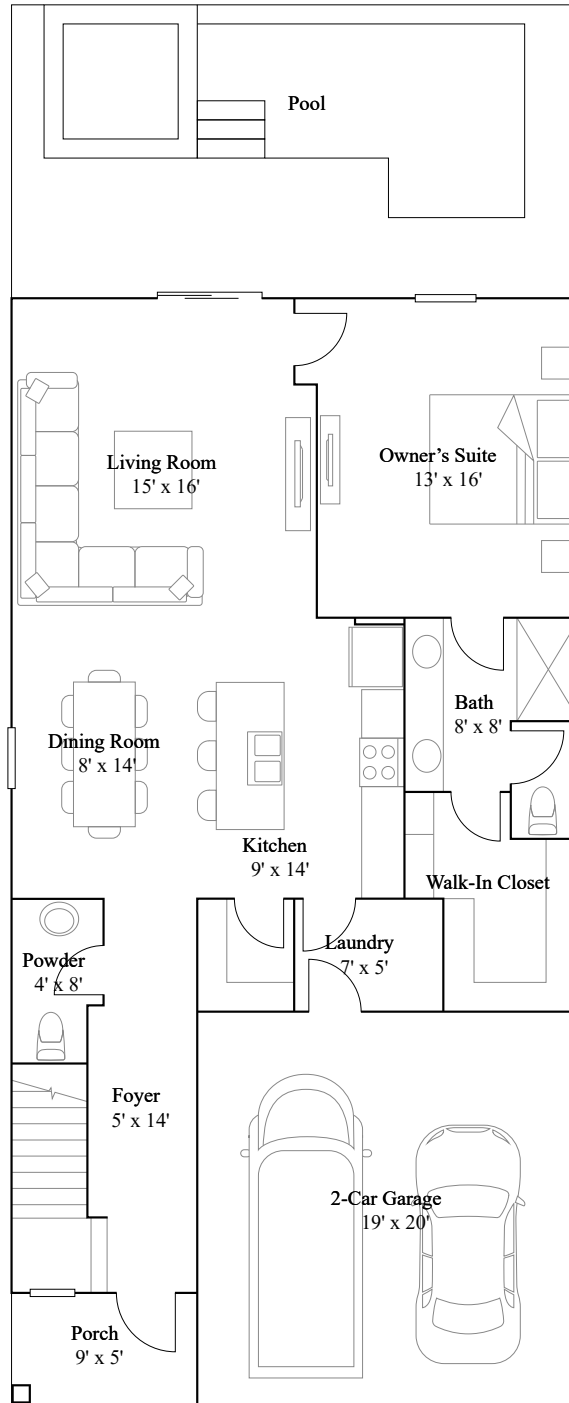 Pool
Living Room
15' x 16'
Owner’s Suite
13' x 16'
Bath
8' x 8'
Dining Room
8' x 14'
Kitchen
9' x 14'
Walk-In Closet
Laundry
7' x 5'
Powder
4' x 8'
Foyer
5' x 14'
2-Car Garage
19' x 20'
Porch
9' x 5'